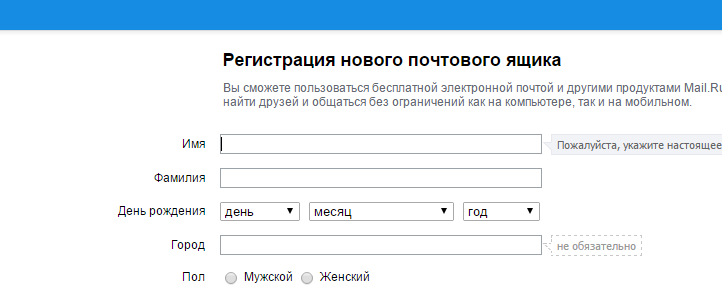 Регистрация нового почтового ящика
Вы сможете пользоваться бесплатной электронной почтой и другими продуктами Mail.Ru
найти друзей и общаться без ограничений как на компьютере, так и на мобильном.
Имя
Пожалуйста, укажите настоящее
Фамилия
День рождения день месяц год
Город
не обязательно
Пол Мужской Женский